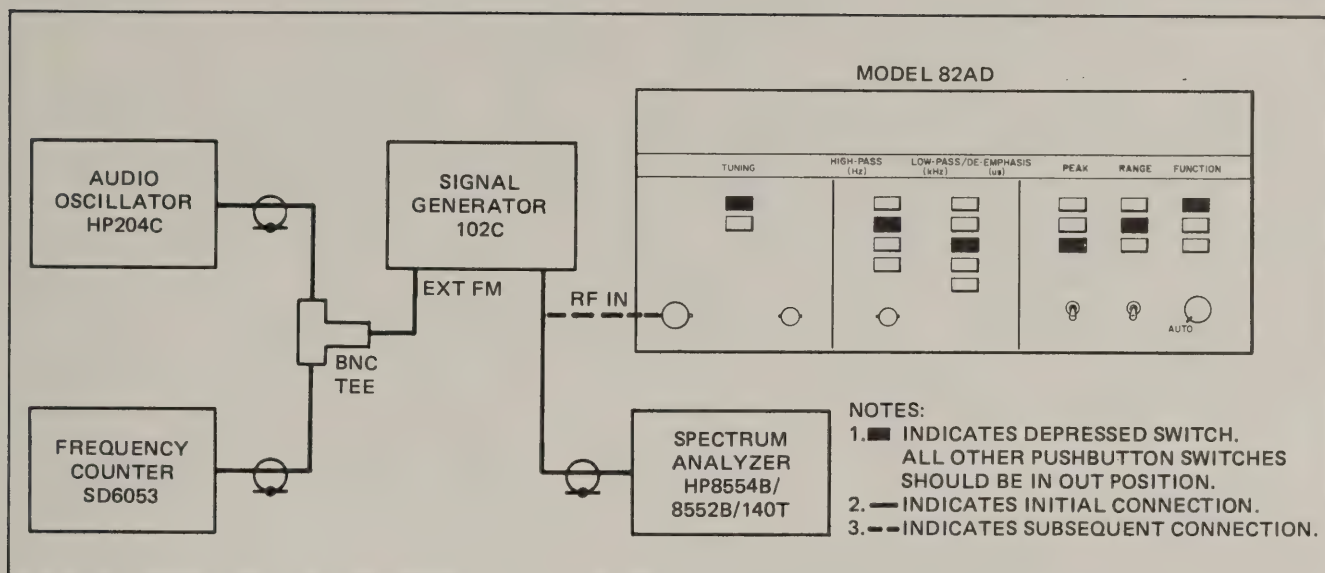 MODEL 82AD
AUDIO
OSCILLATOR
HP204C
SIGNAL
GENERATOR
102C
TUNING
HIGH-PASS
(Hz)
LOW-PASS/DE-EMPHASIS
(kHz) (us)
PEAK
RANGE
FUNCTION
EXT FM
RF IN
AUTO
BNC
TEE
FREQUENCY
COUNTER
SD6053
SPECTRUM
ANALYZER
HP8554B/
8552B/140T
NOTES:
1. INDICATES DEPRESSED SWITCH.
ALL OTHER PUSHBUTTON SWITCHES
SHOULD BE IN OUT POSITION.
2. INDICATES INITIAL CONNECTION.
3. INDICATES SUBSEQUENT CONNECTION.